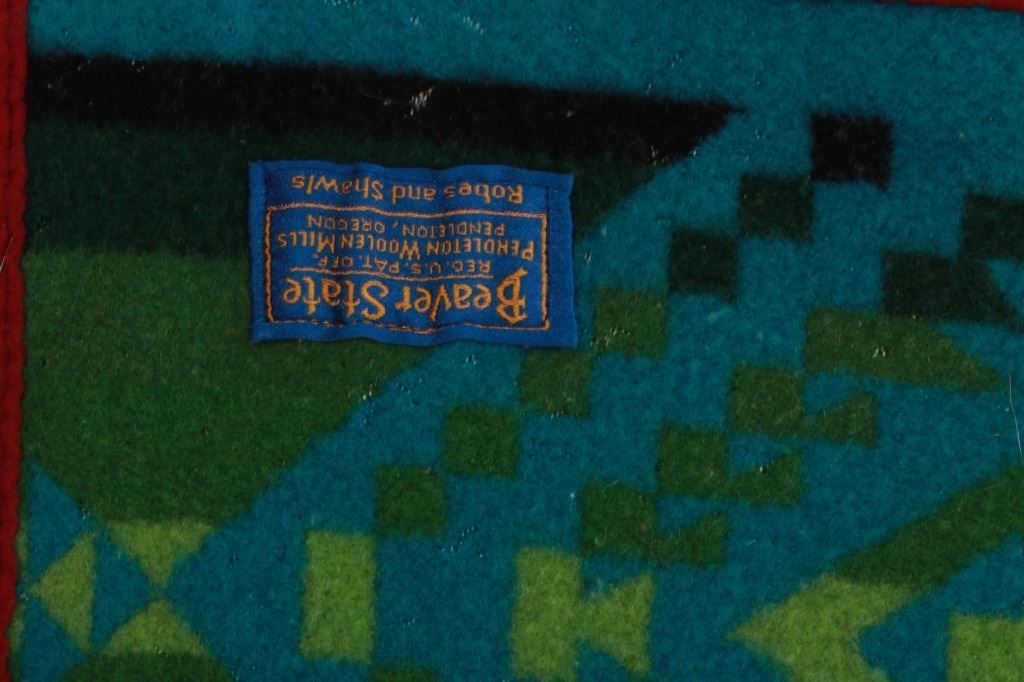 Beaver State
REG. U.S. PAT. OFF.
PENDLETON WOOLEN MILLS
PENDLETON, OREGON
Robes and Shawls